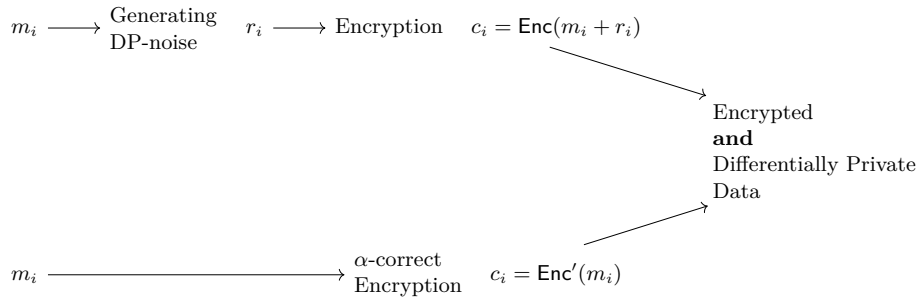 m_i Generating DP-noise r_i Encryption c_i = Enc(m_i + r_i)
Encrypted
and
Differentially Private
Data
m_i α-correct Encryption c_i = Enc′(m_i)